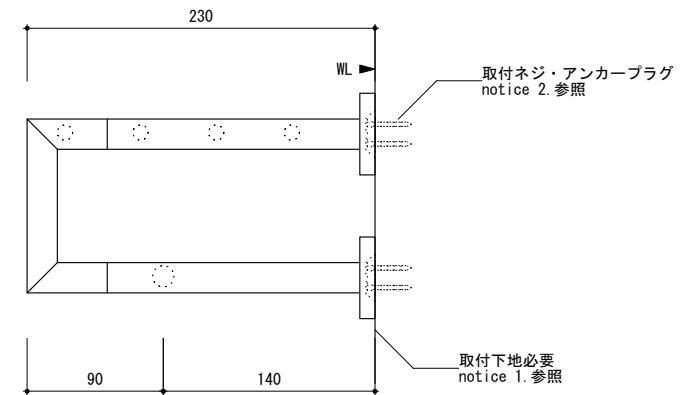 230
WL
取付ネジ・アンカープラグ
notice 2.参照
取付下地必要
notice 1.参照
90
140